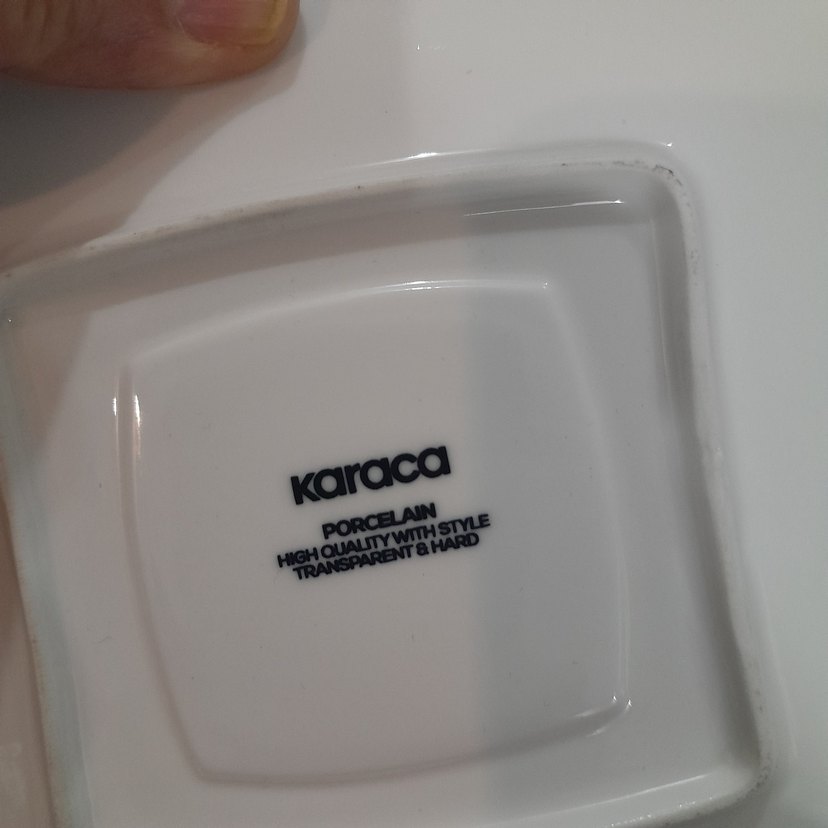 karaca
PORCELAIN
HIGH QUALITY WITH STYLE
TRANSPARENT & HARD